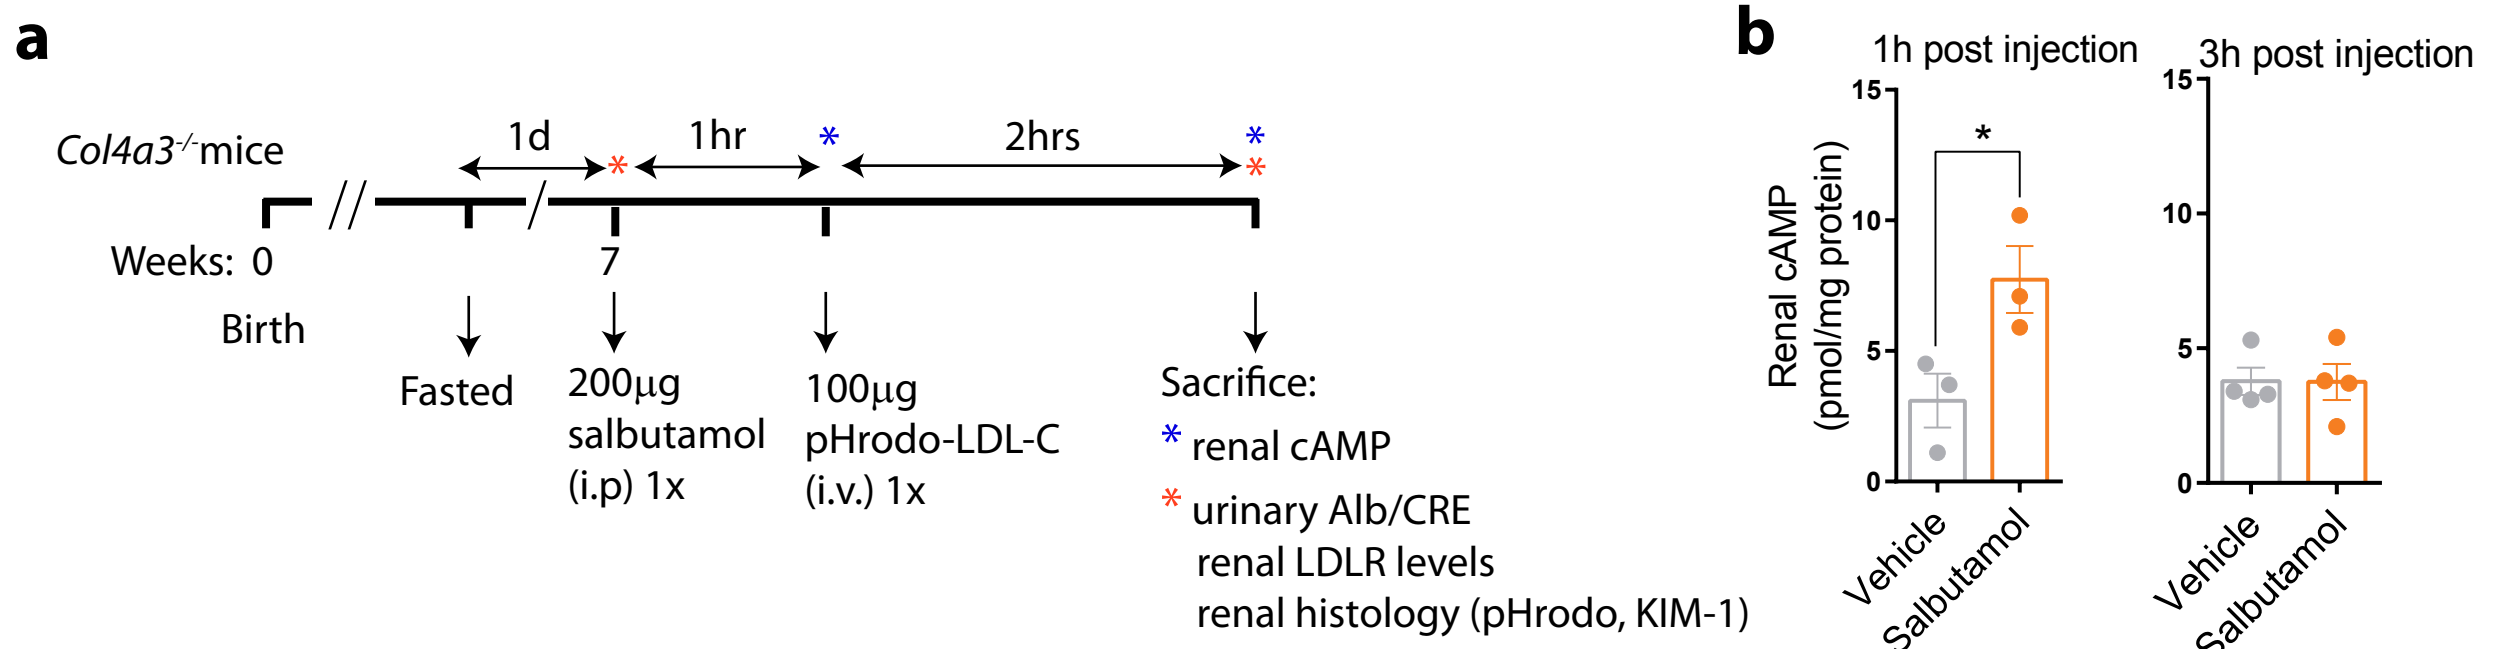 a
Col4a3-/-mice
1d
1hr
2hrs
*
*
*
*
Weeks: 0
7
Birth
Fasted
200µg
salbutamol
(i.p) 1x
100µg
pHrodo-LDL-C
(i.v.) 1x
Sacrifice:
* renal cAMP
* urinary Alb/CRE
renal LDLR levels
renal histology (pHrodo, KIM-1)
b
1h post injection
Renal cAMP
(pmol/mg protein)
15
10
5
0
*
Vehicle
Salbutamol
3h post injection
15
10
5
0
Vehicle
Salbutamol